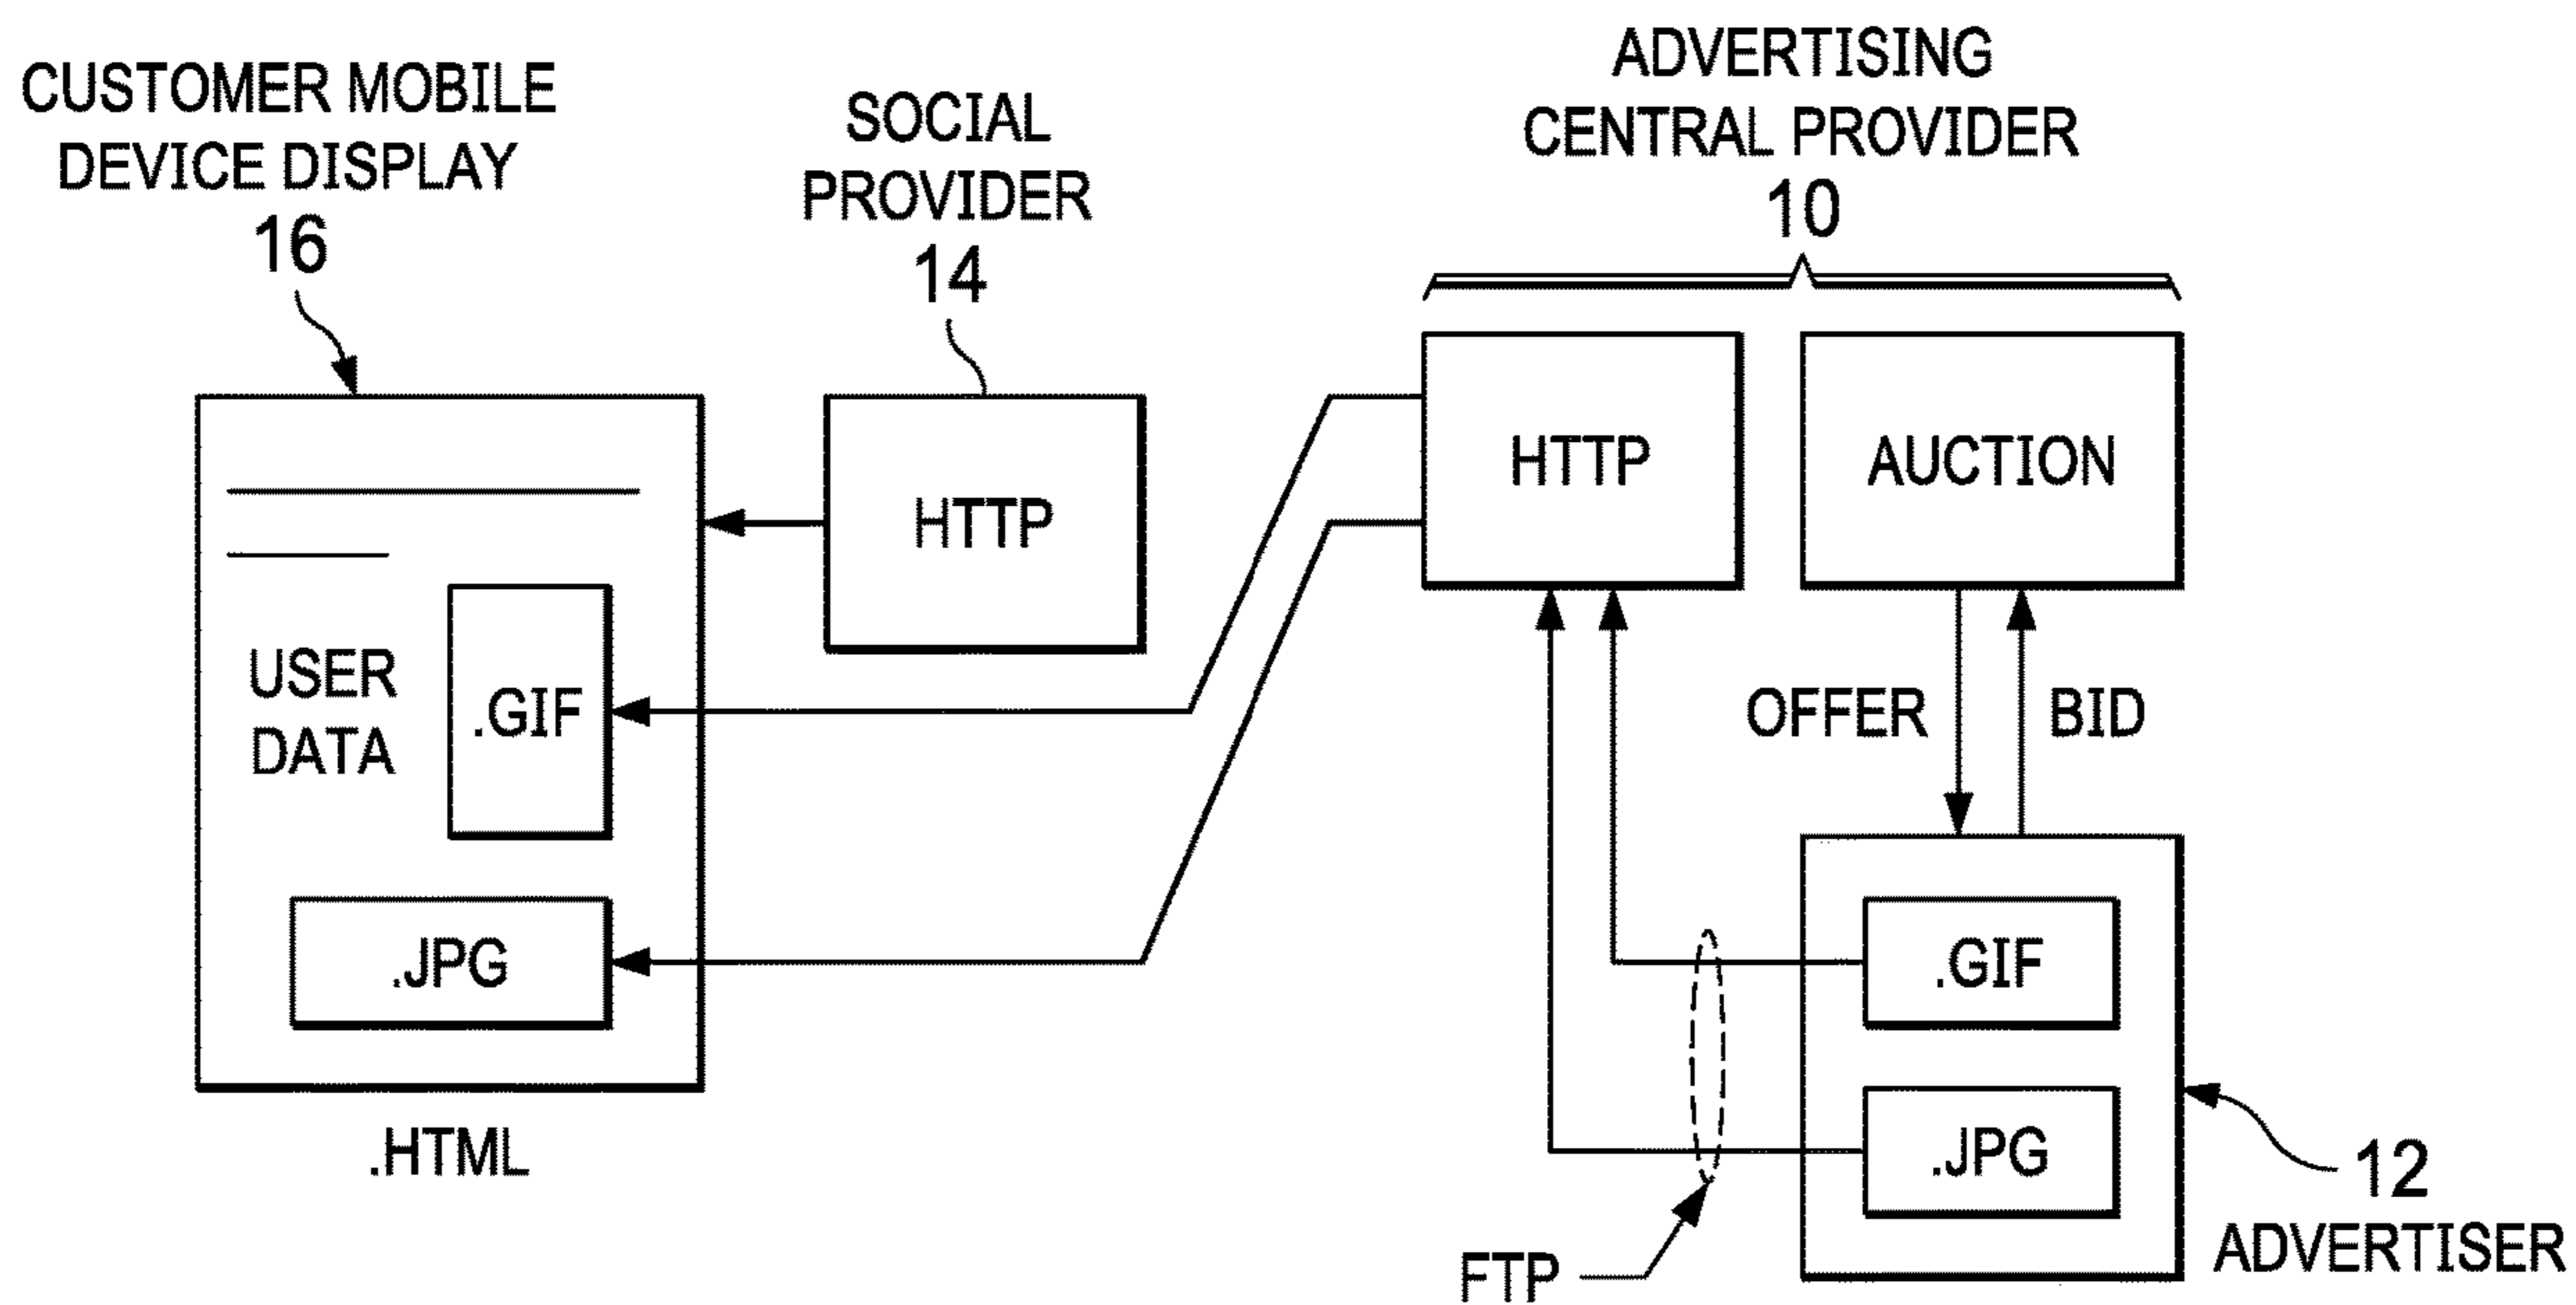 CUSTOMER MOBILE
DEVICE DISPLAY
16
SOCIAL
PROVIDER
14
ADVERTISING
CENTRAL PROVIDER
10
HTTP
HTTP
AUCTION
USER
DATA
.GIF
.JPG
.HTML
OFFER
BID
.GIF
.JPG
FTP
12
ADVERTISER